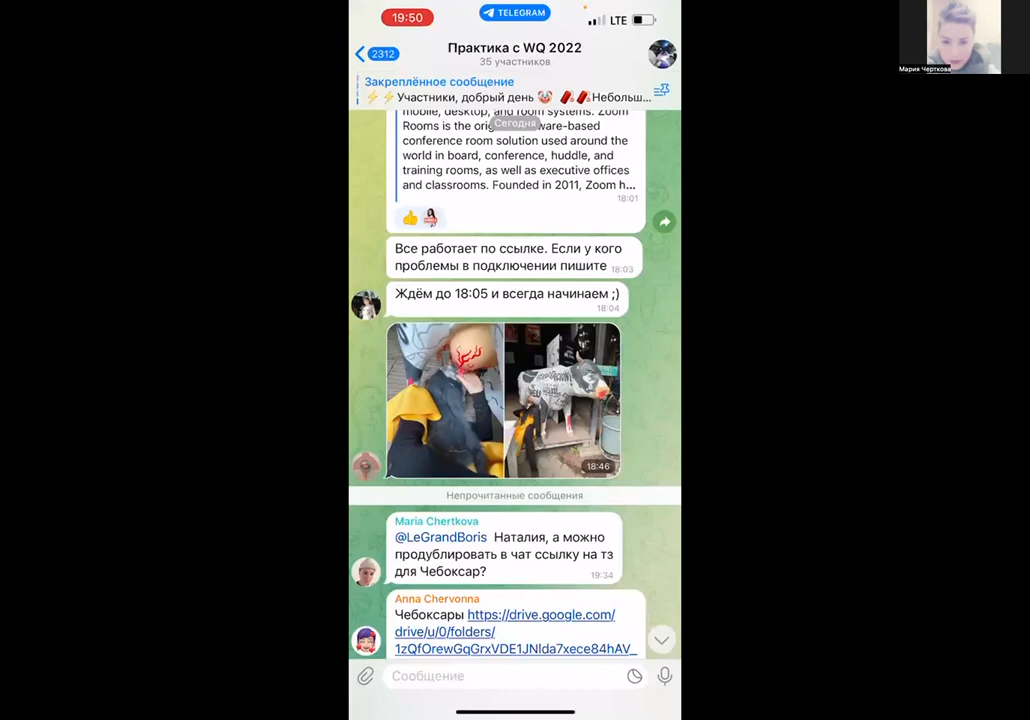 19:50
TELEGRAM
LTE
2312
Практика с WQ 2022
35 участников
Закреплённое сообщение
⚡⚡Участники, добрый день 🤡 🧨🧨Небольш...
mobile, desktop, and room systems. Zoom
Сегодня
Rooms is the software-based
conference room solution used around the
world in board, conference, huddle, and
training rooms, as well as executive offices
and classrooms. Founded in 2011, Zoom h...
18:01
Все работает по ссылке. Если у кого
проблемы в подключении пишите 18:03
Ждём до 18:05 и всегда начинаем ;)
18:04
18:46
Непрочитанные сообщения
Maria Chertkova
@LeGrandBoris Наталия, а можно
продублировать в чат ссылку на тз
для Чебоксар?
19:34
Anna Chervonna
Чебоксары https://drive.google.com/
drive/u/0/folders/
1zQfOrewGqGrxVDE1JNlda7xece84hAV_
Сообщение
Мария Черткова